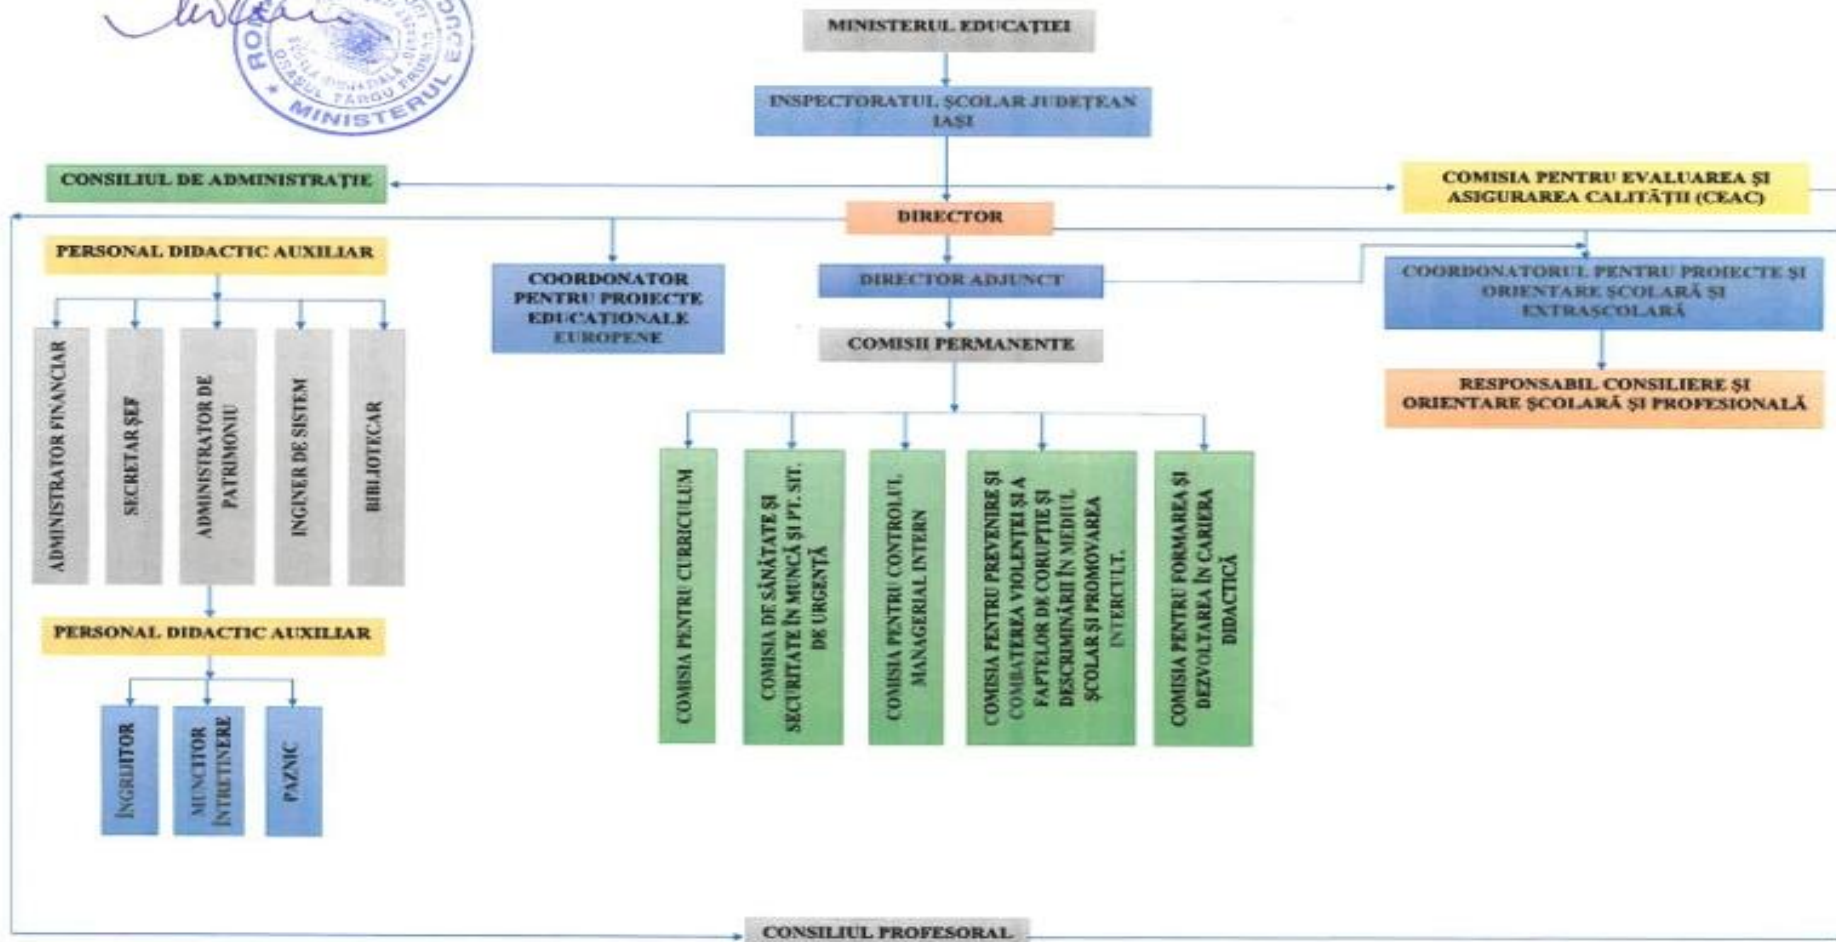 MINISTERUL EDUCAȚIEI
INSPECTORATUL ȘCOLAR JUDEȚEAN
IAȘI
CONSILIUL DE ADMINISTRAȚIE
COMISIA PENTRU EVALUAREA ȘI
ASIGURAREA CALITĂȚII (CEAC)
DIRECTOR
PERSONAL DIDACTIC AUXILIAR
COORDONATOR
PENTRU PROIECTE
EDUCAȚIONALE
EUROPENE
DIRECTOR ADJUNCT
COORDONATORUL PENTRU PROIECTE ȘI
ORIENTARE ȘCOLARĂ ȘI
EXTRAȘCOLARĂ
COMISII PERMANENTE
RESPONSABIL CONSILIERE ȘI
ORIENTARE ȘCOLARĂ ȘI PROFESIONALĂ
ADMINISTRATOR FINANCIAR
SECRETAR ȘEF
ADMINISTRATOR DE
PATRIMONIU
INGINER DE SISTEM
BIBLIOTECAR
COMISIA PENTRU CURRICULUM
COMISIA DE SĂNĂTATE ȘI
SECURITATE ÎN MUNCĂ ȘI PT. SIT.
DE URGENȚĂ
COMISIA PENTRU CONTROLUL
MANAGERIAL INTERN
COMISIA PENTRU PREVENIRE ȘI
COMBATEREA VIOLENȚEI ȘI A
FAPTELOR DE CORUPȚIE ȘI
DESCRIMINĂRII ÎN MEDIUL
ȘCOLAR ȘI PROMOVAREA
INTERCULT.
COMISIA PENTRU FORMAREA ȘI
DEZVOLTAREA ÎN CARIERA
DIDACTICĂ
PERSONAL DIDACTIC AUXILIAR
ÎNGRIJITOR
MUNCITOR
ÎNTREȚINERE
PAZNIC
CONSILIUL PROFESORAL
MINISTERUL
ORAȘUL TÂRGU FRUMOS